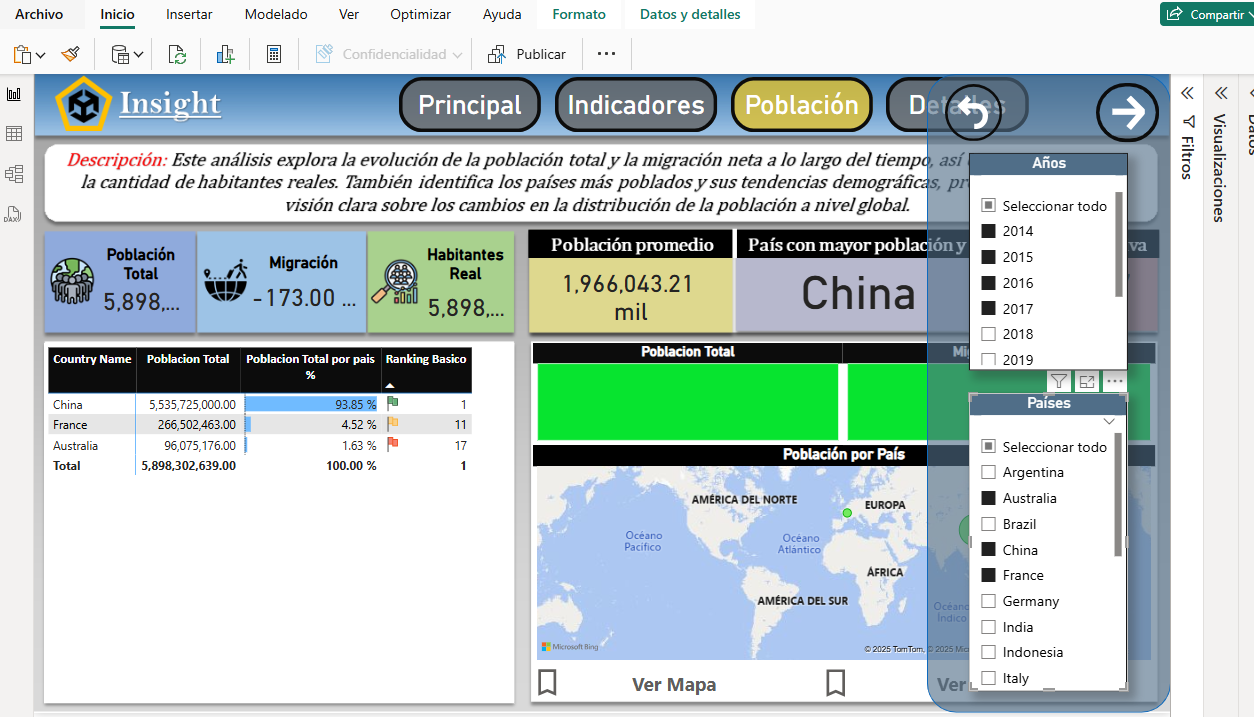 Archivo Inicio Insertar Modelado Ver Optimizar Ayuda Formato Datos y detalles Compartir
Confidencialidad Publicar
Insight Principal Indicadores Población Detalles
Descripción: Este análisis explora la evolución de la población total y la migración neta a lo largo del tiempo, así
la cantidad de habitantes reales. También identifica los países más poblados y sus tendencias demográficas,
visión clara sobre los cambios en la distribución de la población a nivel global.
Población
Total
5,898,...
Migración
-173.00 ...
Habitantes
Real
5,898,...
Población promedio
1,966,043.21
mil
País con mayor población y
va
China
Country Name Poblacion Total Poblacion Total por pais Ranking Basico
%
China 5,535,725,000.00 93.85 % 1
France 266,502,463.00 4.52 % 11
Australia 96,075,176.00 1.63 % 17
Total 5,898,302,639.00 100.00 % 1
Poblacion Total
Población por País
AMÉRICA DEL NORTE
EUROPA
Océano
Pacífico
Océano
Atlántico
ÁFRICA
AMÉRICA DEL SUR
Océano
Índico
Microsoft Bing
© 2025 TomTom, © 2025
Ver Mapa
Ver
Años
Seleccionar todo
2014
2015
2016
2017
2018
2019
Países
Seleccionar todo
Argentina
Australia
Brazil
China
France
Germany
India
Indonesia
Italy
Filtros
Visualizaciones
Datos